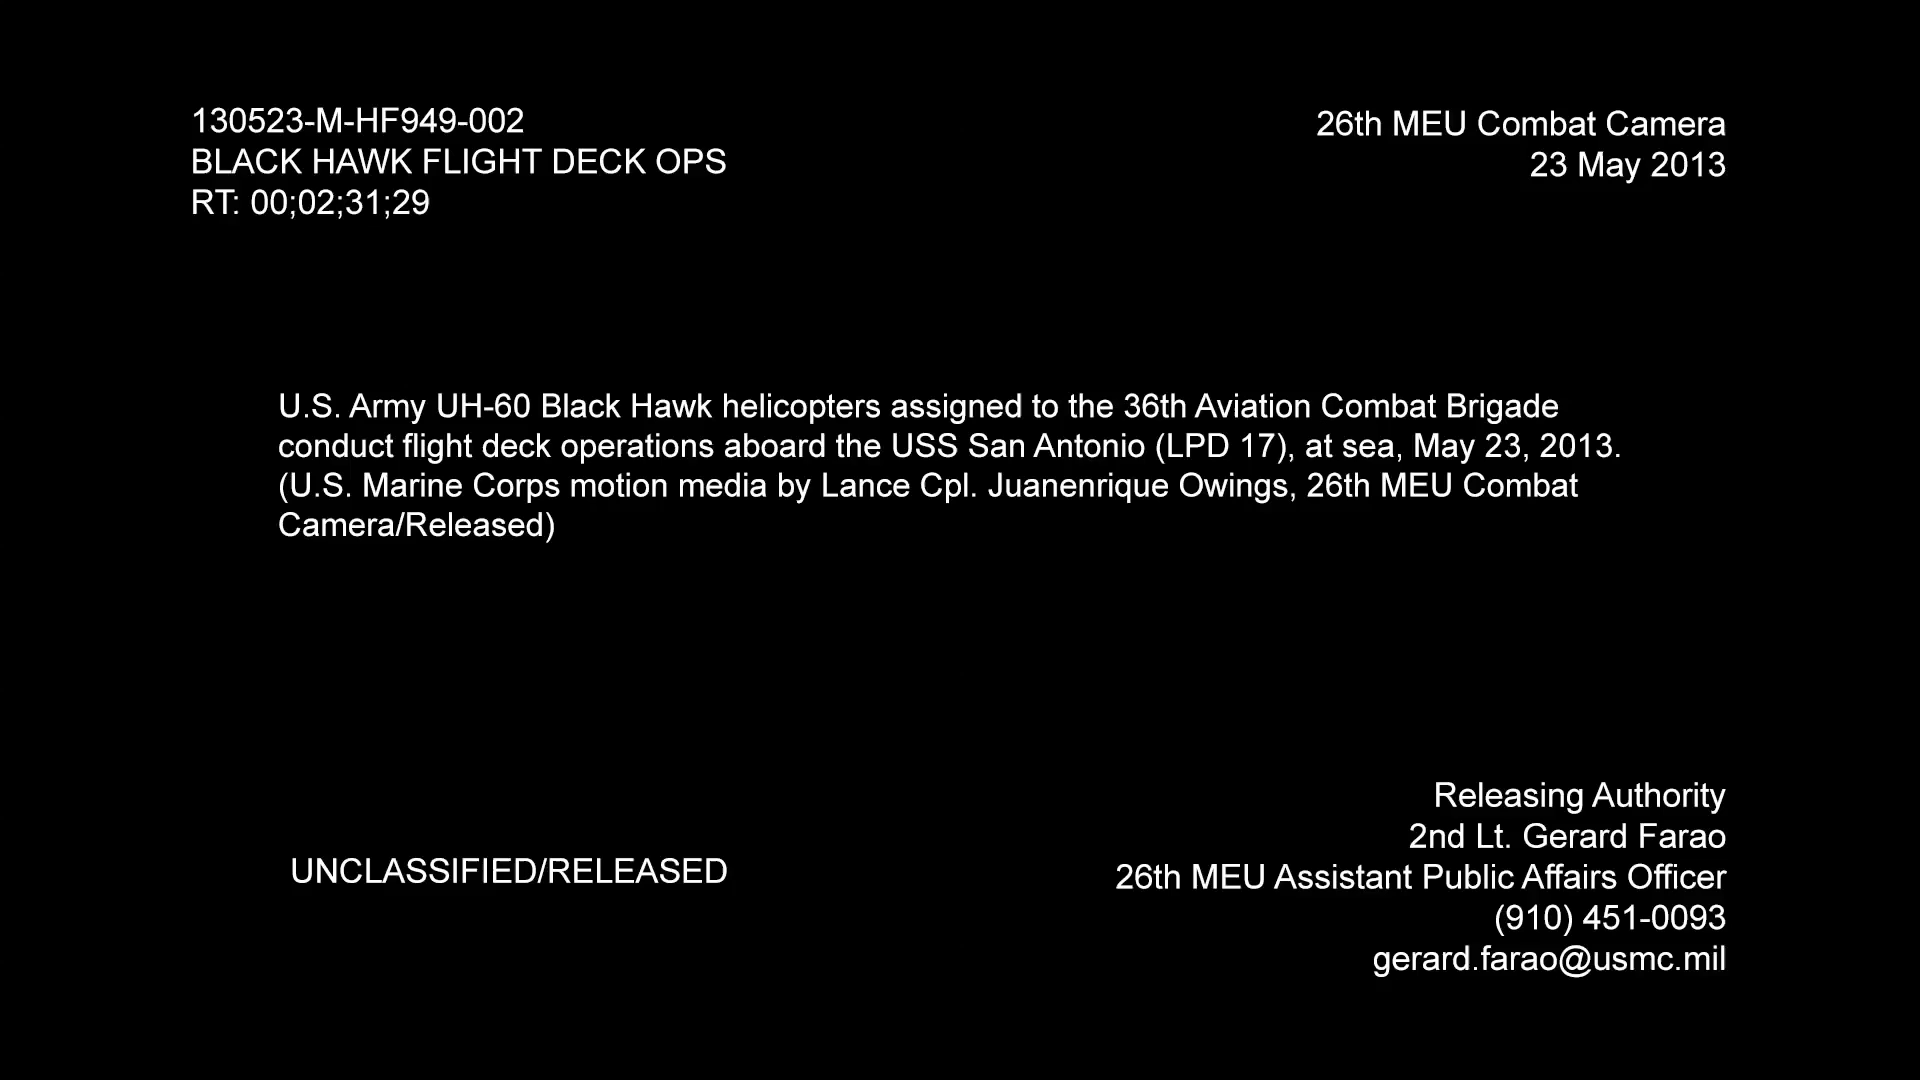 130523-M-HF949-002
BLACK HAWK FLIGHT DECK OPS
RT: 00;02;31;29
26th MEU Combat Camera
23 May 2013
U.S. Army UH-60 Black Hawk helicopters assigned to the 36th Aviation Combat Brigade
conduct flight deck operations aboard the USS San Antonio (LPD 17), at sea, May 23, 2013.
(U.S. Marine Corps motion media by Lance Cpl. Juanenrique Owings, 26th MEU Combat
Camera/Released)
UNCLASSIFIED/RELEASED
Releasing Authority
2nd Lt. Gerard Farao
26th MEU Assistant Public Affairs Officer
(910) 451-0093
gerard.farao@usmc.mil